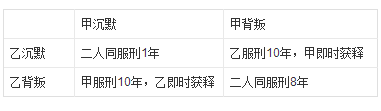 甲沉默 甲背叛
乙沉默 二人同服刑1年 乙服刑10年，甲即时获释
乙背叛 甲服刑10年，乙即时获释 二人同服刑8年